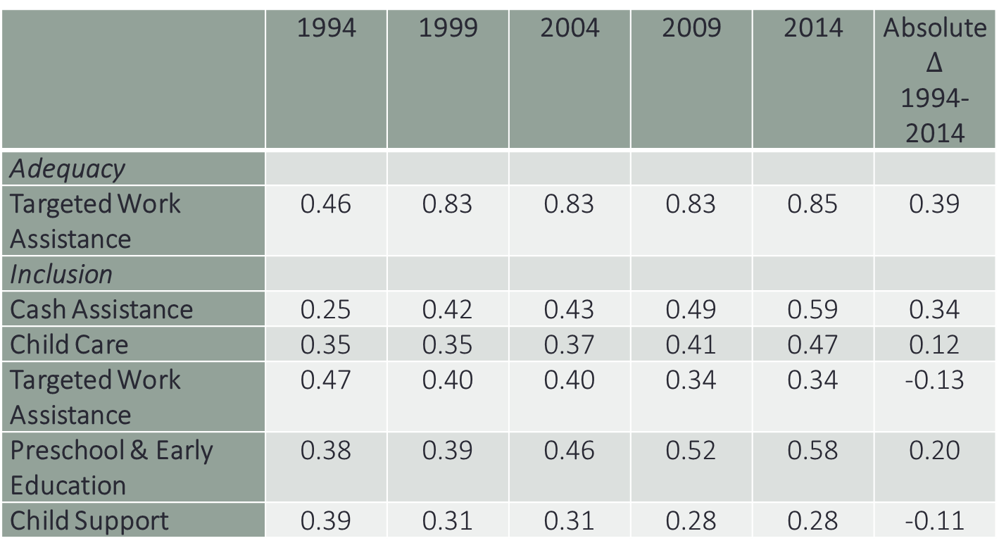 1994 1999 2004 2009 2014 Absolute
Δ
1994-
2014
Adequacy
Targeted Work 0.46 0.83 0.83 0.83 0.85 0.39
Assistance
Inclusion
Cash Assistance 0.25 0.42 0.43 0.49 0.59 0.34
Child Care 0.35 0.35 0.37 0.41 0.47 0.12
Targeted Work 0.47 0.40 0.40 0.34 0.34 -0.13
Assistance
Preschool & Early 0.38 0.39 0.46 0.52 0.58 0.20
Education
Child Support 0.39 0.31 0.31 0.28 0.28 -0.11